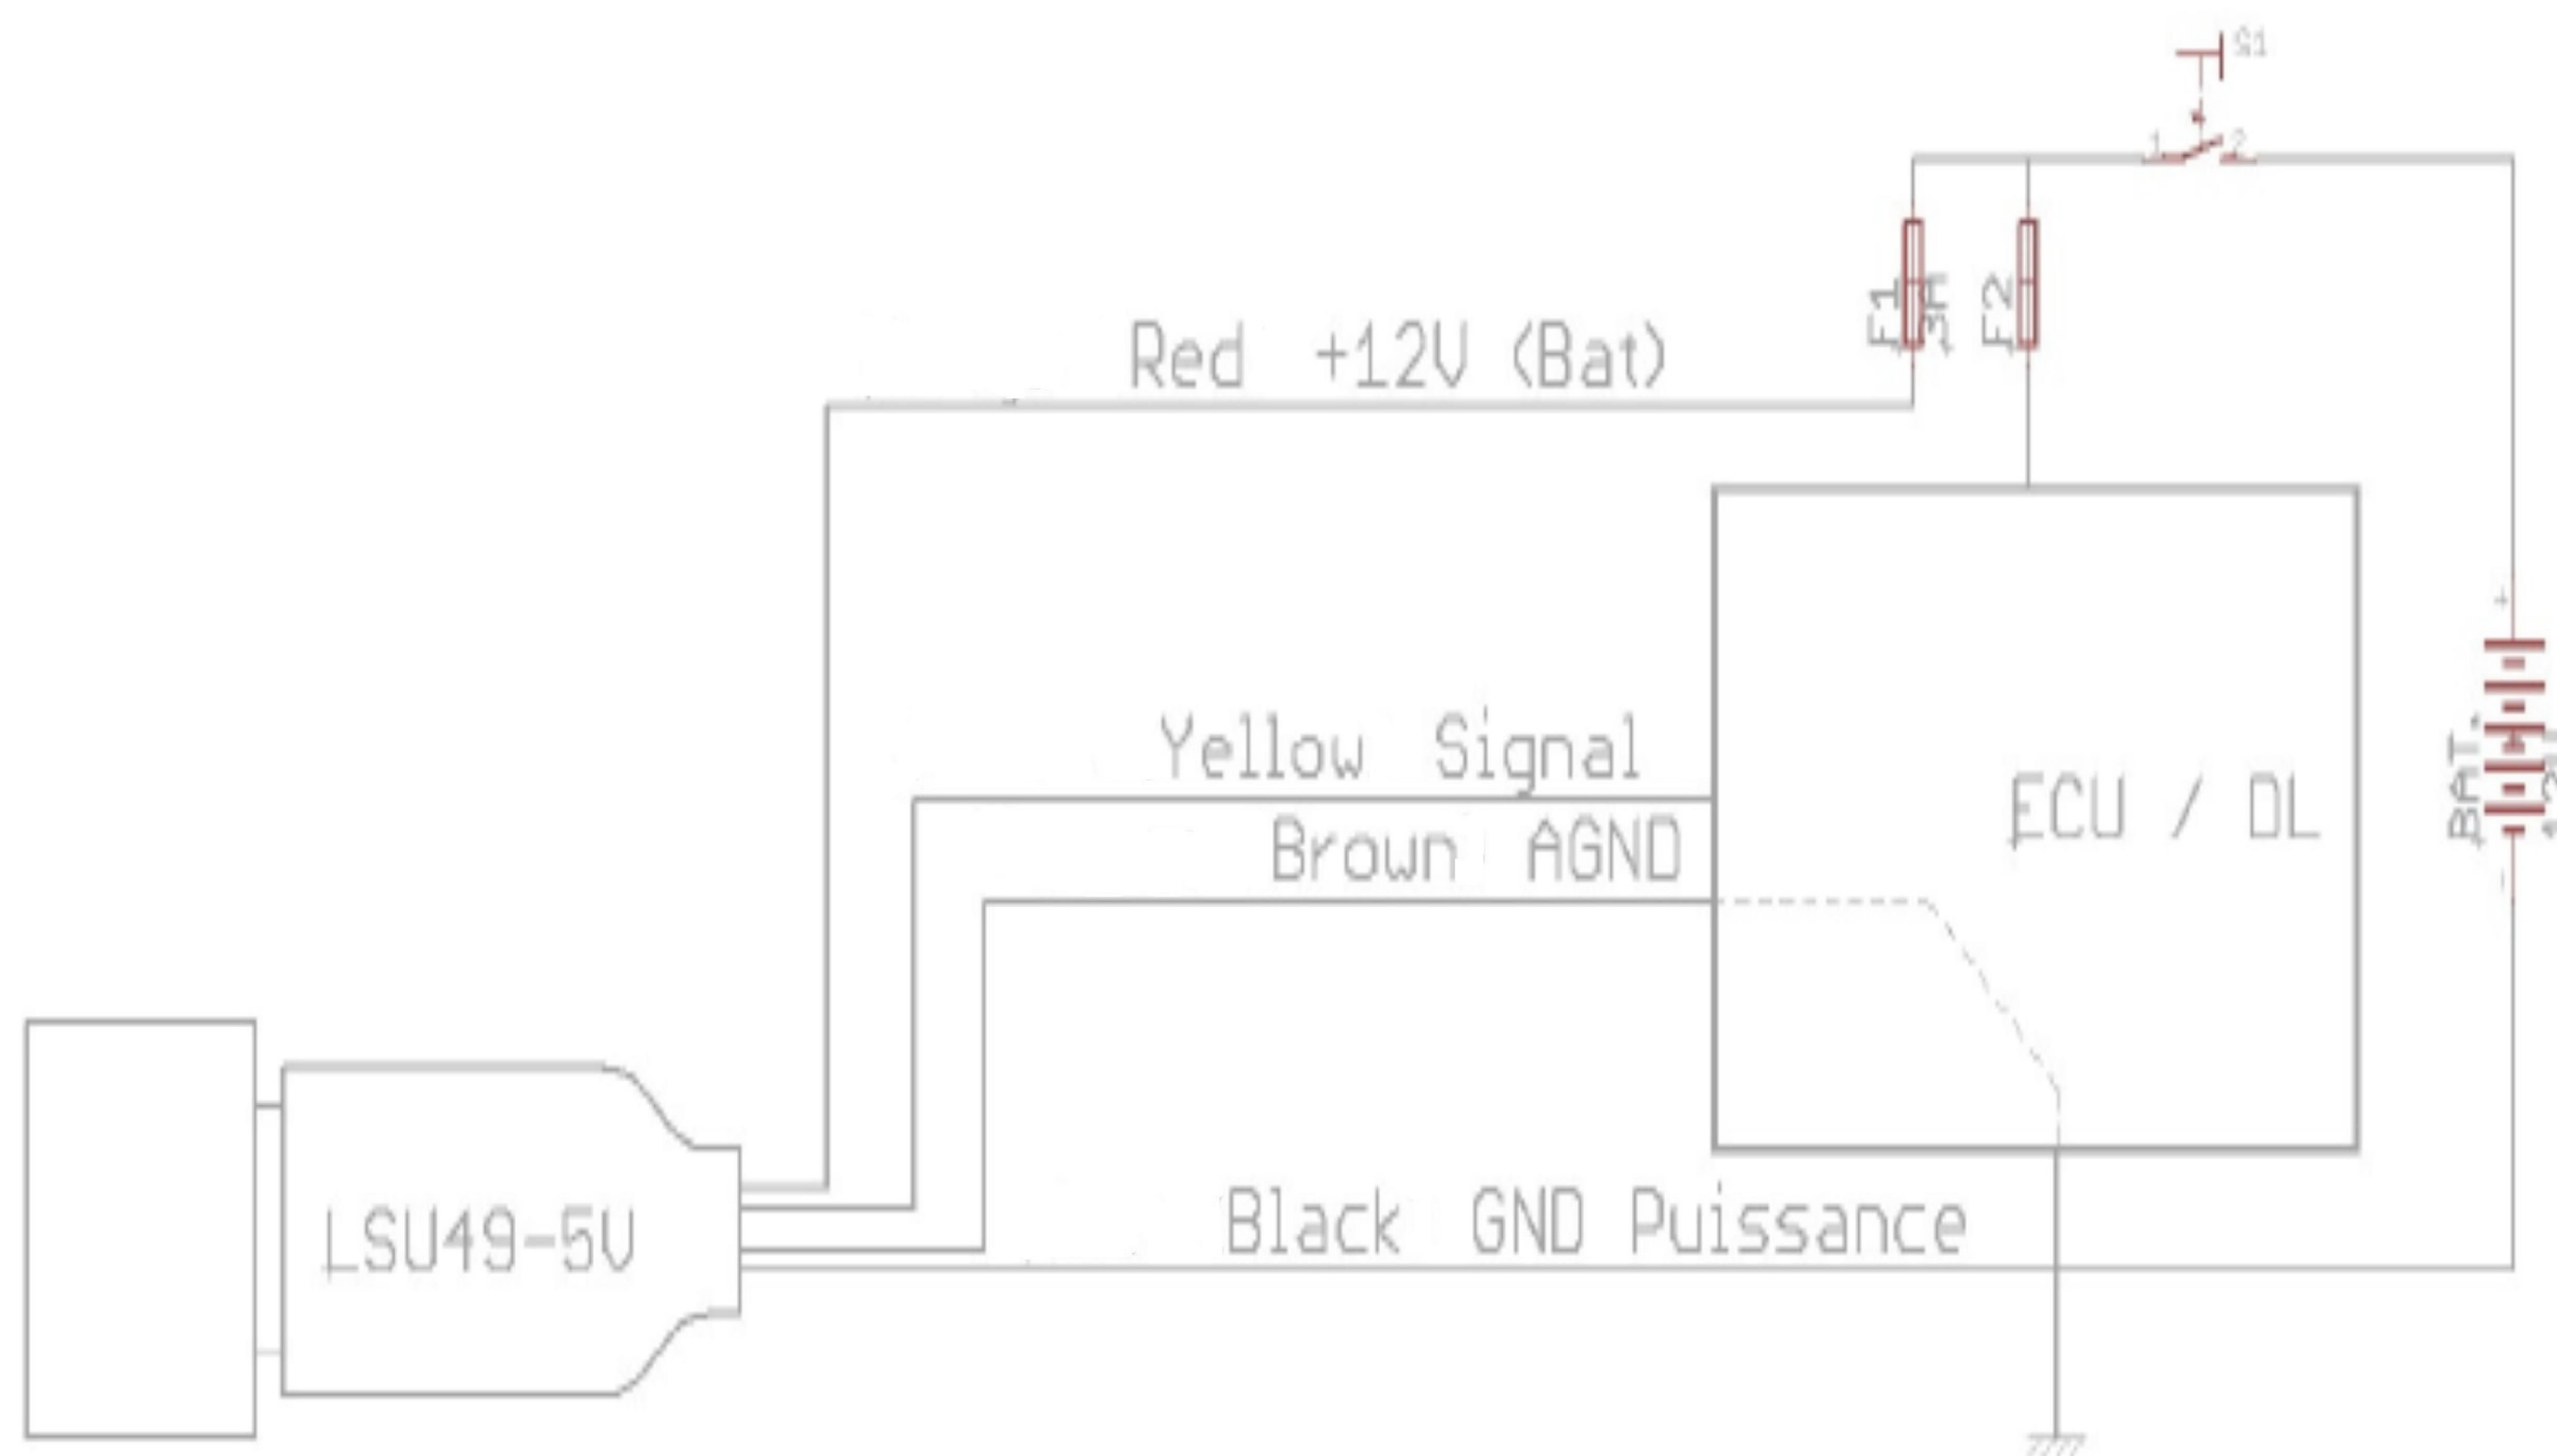 S1
1 2
F1
3A
F2
Red +12V (Bat)
+
Yellow Signal
ECU / DL
BAT.
Brown AGND
Black GND Puissance
LSU49-5V